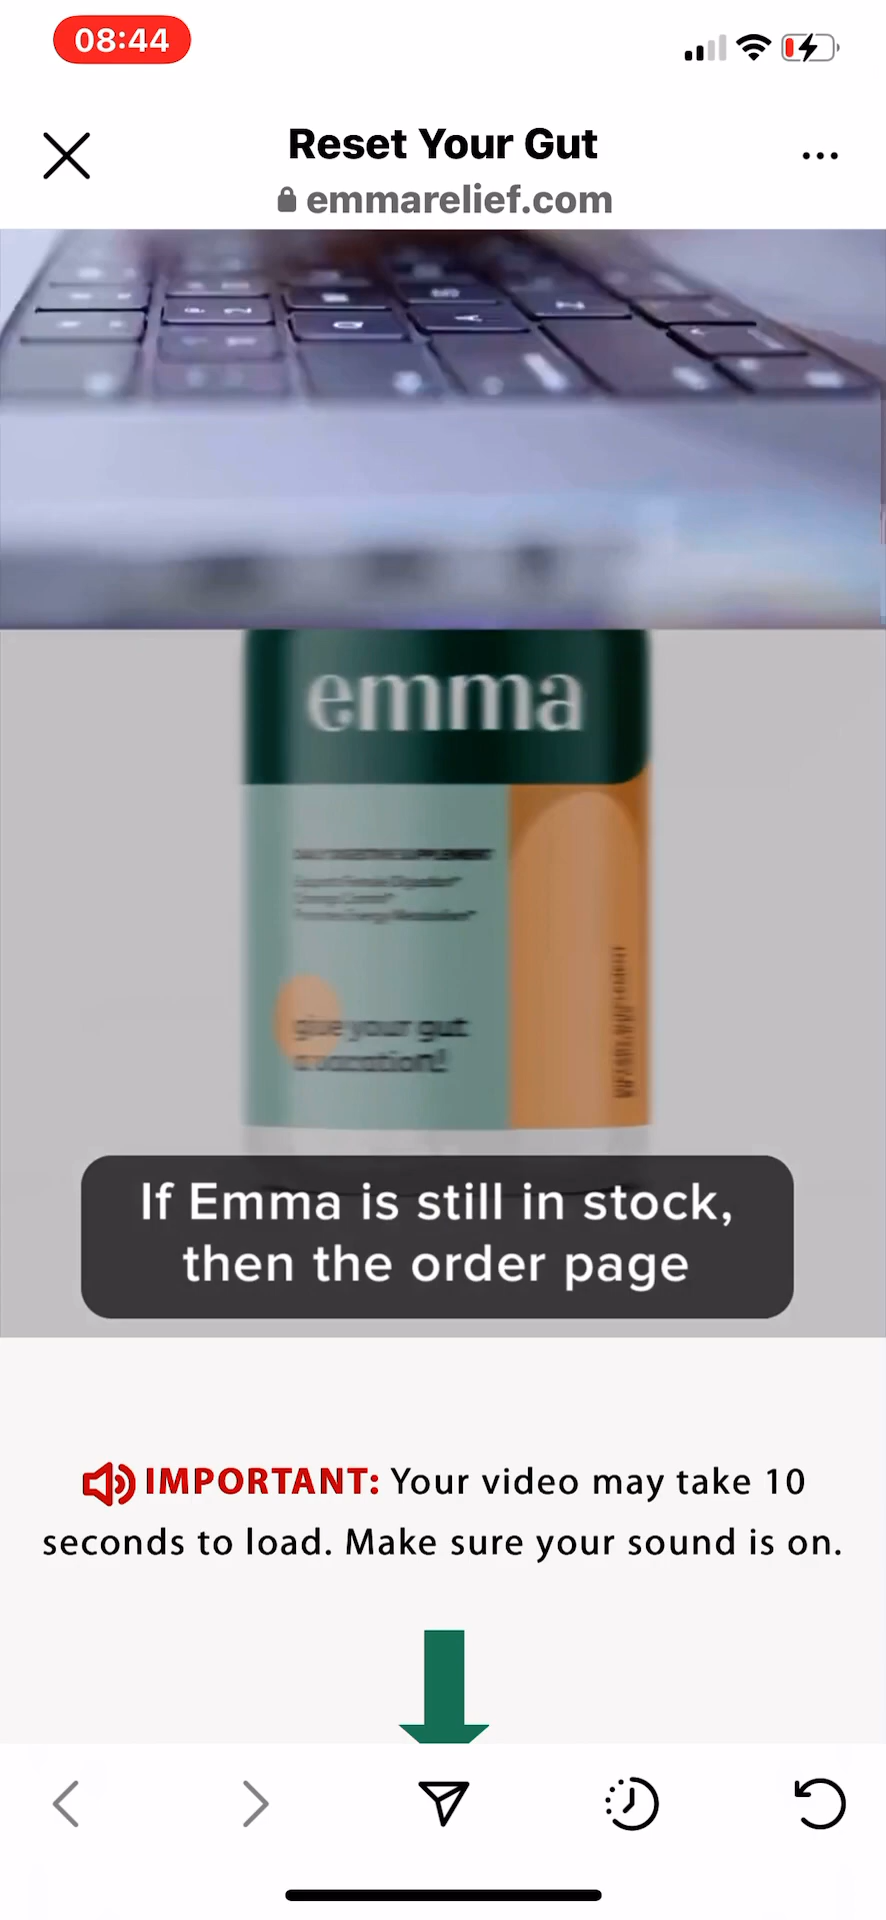 08:44
Reset Your Gut
emmarelief.com
emma
give your gut
a vacation!
If Emma is still in stock,
then the order page
IMPORTANT: Your video may take 10
seconds to load. Make sure your sound is on.